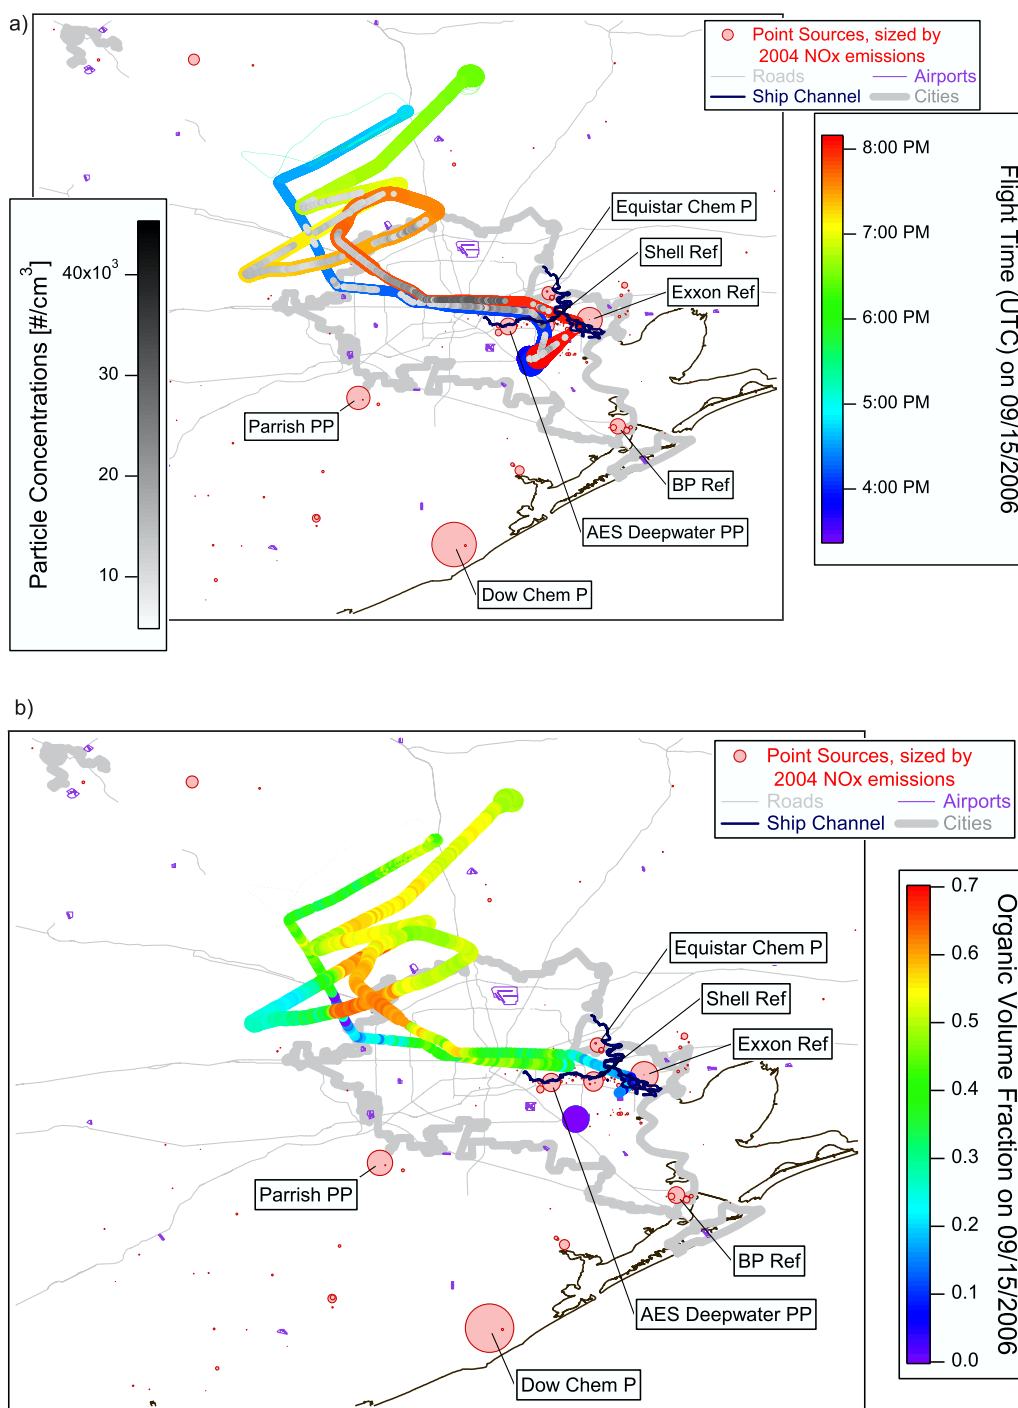 a)
Point Sources, sized by
2004 NOx emissions
Roads
Airports
Ship Channel
Cities
8:00 PM
7:00 PM
6:00 PM
5:00 PM
4:00 PM
Flight Time (UTC) on 09/15/2006
Particle Concentrations [#/cm³]
40x10³
30
20
10
Equistar Chem P
Shell Ref
Exxon Ref
Parrish PP
BP Ref
AES Deepwater PP
Dow Chem P
b)
Point Sources, sized by
2004 NOx emissions
Roads
Airports
Ship Channel
Cities
0.7
0.6
0.5
0.4
0.3
0.2
0.1
0.0
Organic Volume Fraction on 09/15/2006
Equistar Chem P
Shell Ref
Exxon Ref
Parrish PP
BP Ref
AES Deepwater PP
Dow Chem P